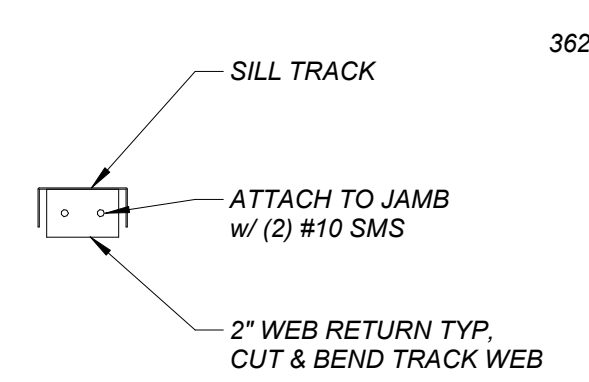 362
SILL TRACK
ATTACH TO JAMB
w/ (2) #10 SMS
2" WEB RETURN TYP,
CUT & BEND TRACK WEB